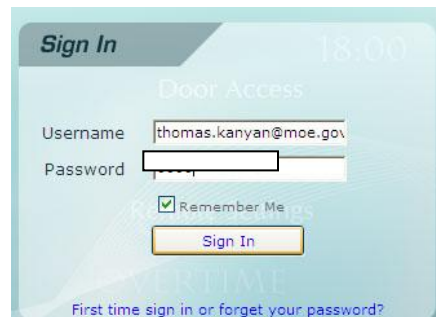 Sign In
18:00
Door Access
Username thomas.kanyan@moe.gov
Password
Remember Me
Sign In
OVERTIME
First time sign in or forget your password?